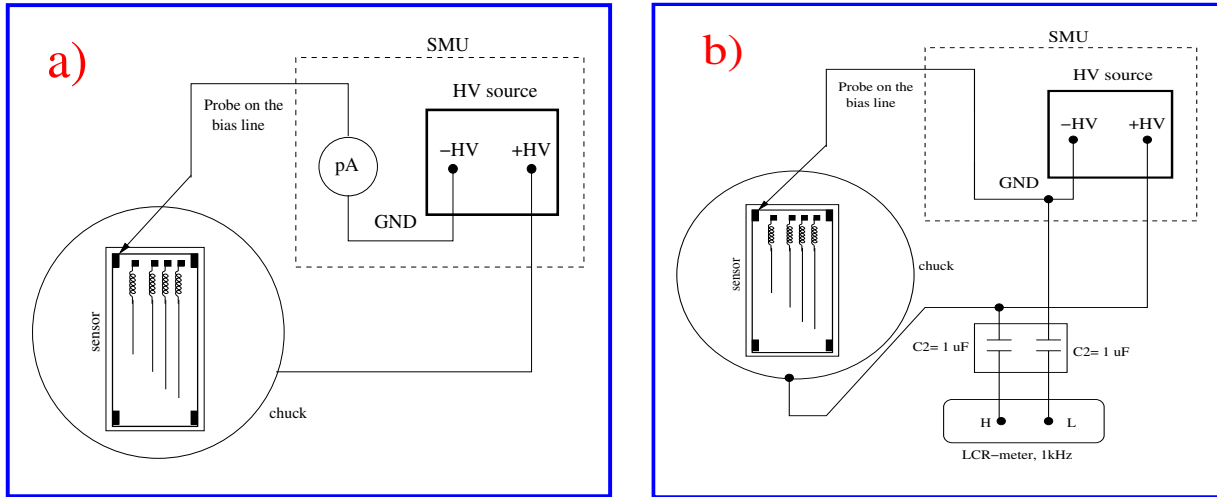 a)
SMU
HV source
Probe on the
bias line
pA
−HV
+HV
GND
sensor
chuck
b)
SMU
HV source
Probe on the
bias line
−HV
+HV
GND
sensor
chuck
C2= 1 uF
C2= 1 uF
H
L
LCR−meter, 1kHz